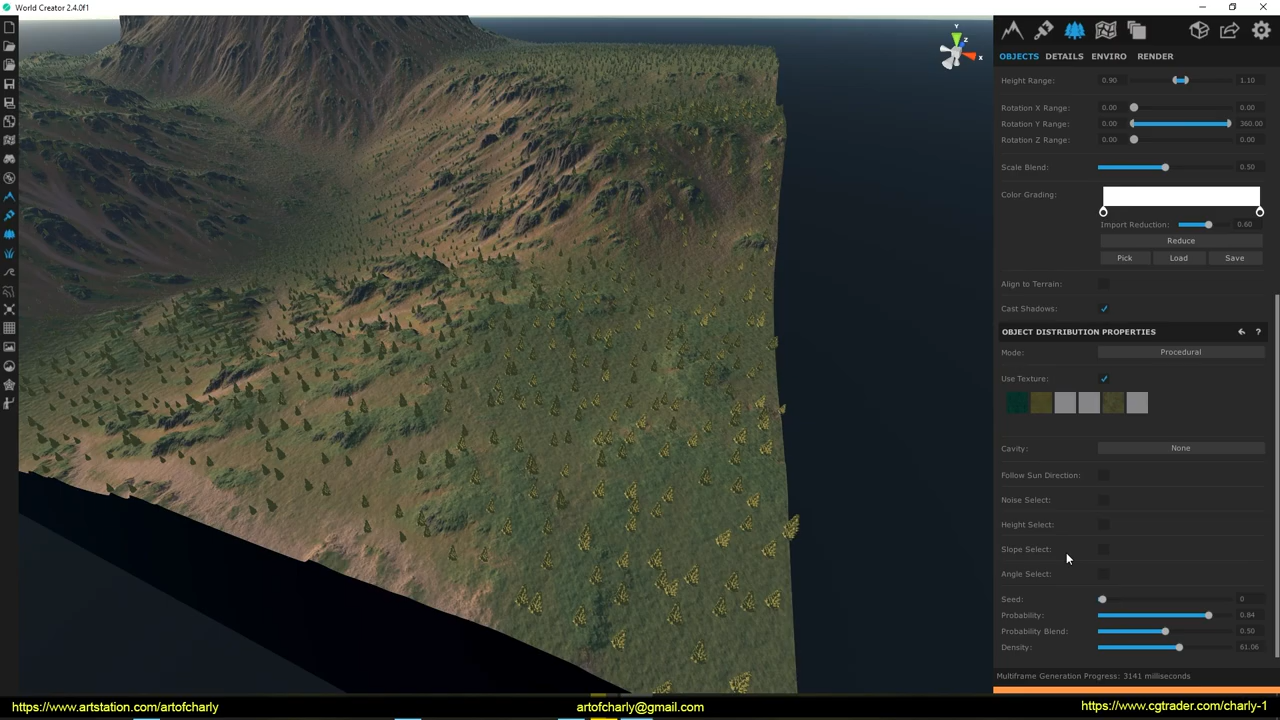 World Creator 2.4.0f1
Y
Z
X
OBJECTS DETAILS ENVIRO RENDER
Height Range: 0.90 1.10
Rotation X Range: 0.00 0.00
Rotation Y Range: 0.00 360.00
Rotation Z Range: 0.00 0.00
Scale Blend: 0.50
Color Grading:
Import Reduction: 0.60
Reduce
Pick Load Save
Align to Terrain:
Cast Shadows:
OBJECT DISTRIBUTION PROPERTIES ?
Mode: Procedural
Use Texture:
Cavity: None
Follow Sun Direction:
Noise Select:
Height Select:
Slope Select:
Angle Select:
Seed: 0
Probability: 0.84
Probability Blend: 0.50
Density: 61.06
Multiframe Generation Progress: 3141 milliseconds
https://www.artstation.com/artofcharly artofcharly@gmail.com https://www.cgtrader.com/charly-1